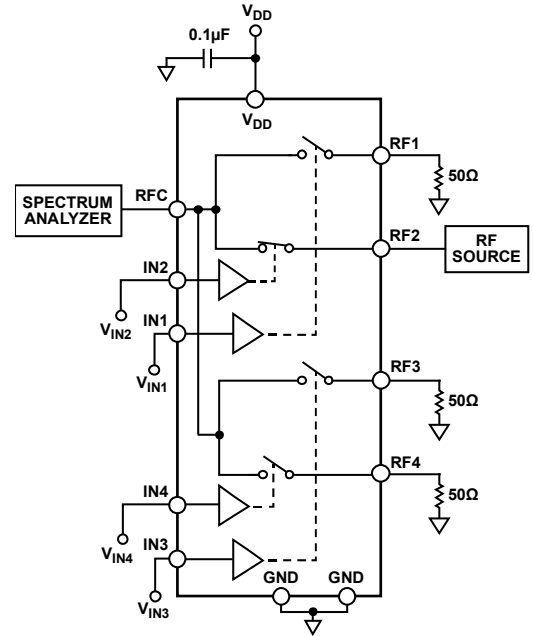 V_DD
0.1µF
V_DD
RF1
50Ω
RFC
SPECTRUM
ANALYZER
RF2
RF
SOURCE
IN2
V_IN2
IN1
V_IN1
RF3
50Ω
RF4
50Ω
IN4
V_IN4
IN3
V_IN3
GND
GND